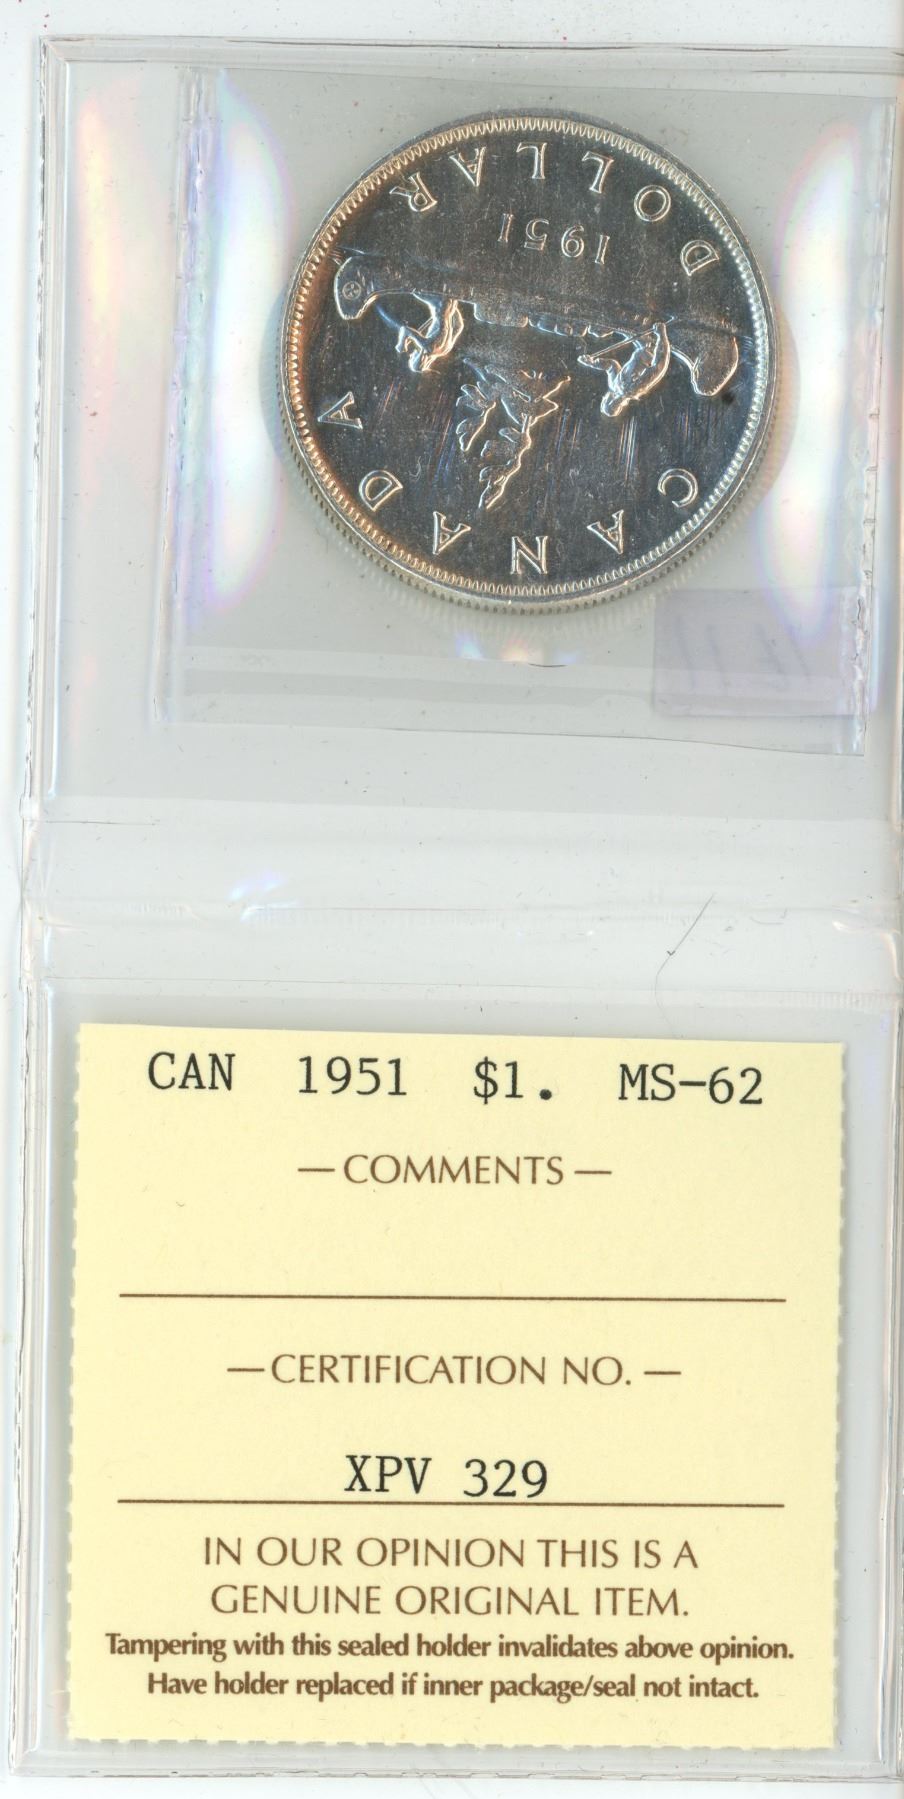 CANADA
1951
DOLLAR
CAN 1951 $1. MS-62
— COMMENTS —
— CERTIFICATION NO. —
XPV 329
IN OUR OPINION THIS IS A
GENUINE ORIGINAL ITEM.
Tampering with this sealed holder invalidates above opinion.
Have holder replaced if inner package/seal not intact.